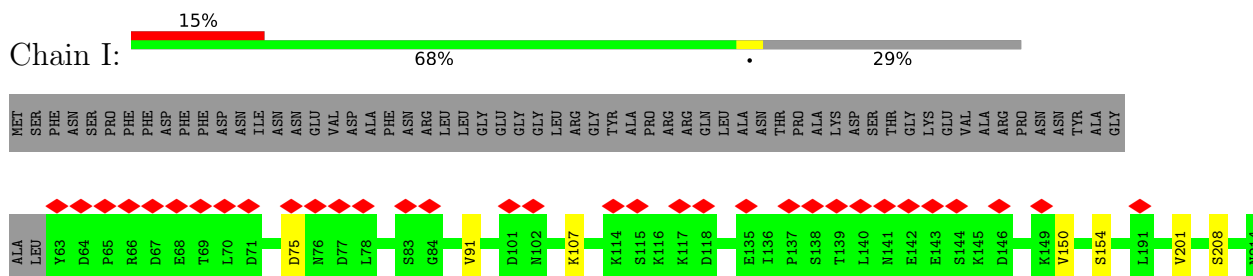 15%
Chain I:
68% • 29%
MET SER PHE ASN SER PRO PHE PHE ASP PHE PHE ASP ASN ILE ASN ASN GLU VAL ASP ALA PHE ASN ARG LEU LEU GLY GLU GLY GLY LEU ARG GLY TYR ALA PRO ARG ARG GLN LEU ALA ASN THR PRO ALA LYS ASP SER THR GLY LYS GLU VAL ALA ARG PRO ASN ASN TYR ALA GLY
ALA LEU Y63 D64 P65 R66 D67 E68 T69 L70 D71 D75 N76 D77 L78 S83 G84 V91 D101 N102 K107 K114 S115 K116 K117 D118 E135 I136 P137 S138 T139 L140 N141 E142 E143 S144 K145 D146 K149 V150 S154 L191 V201 S208